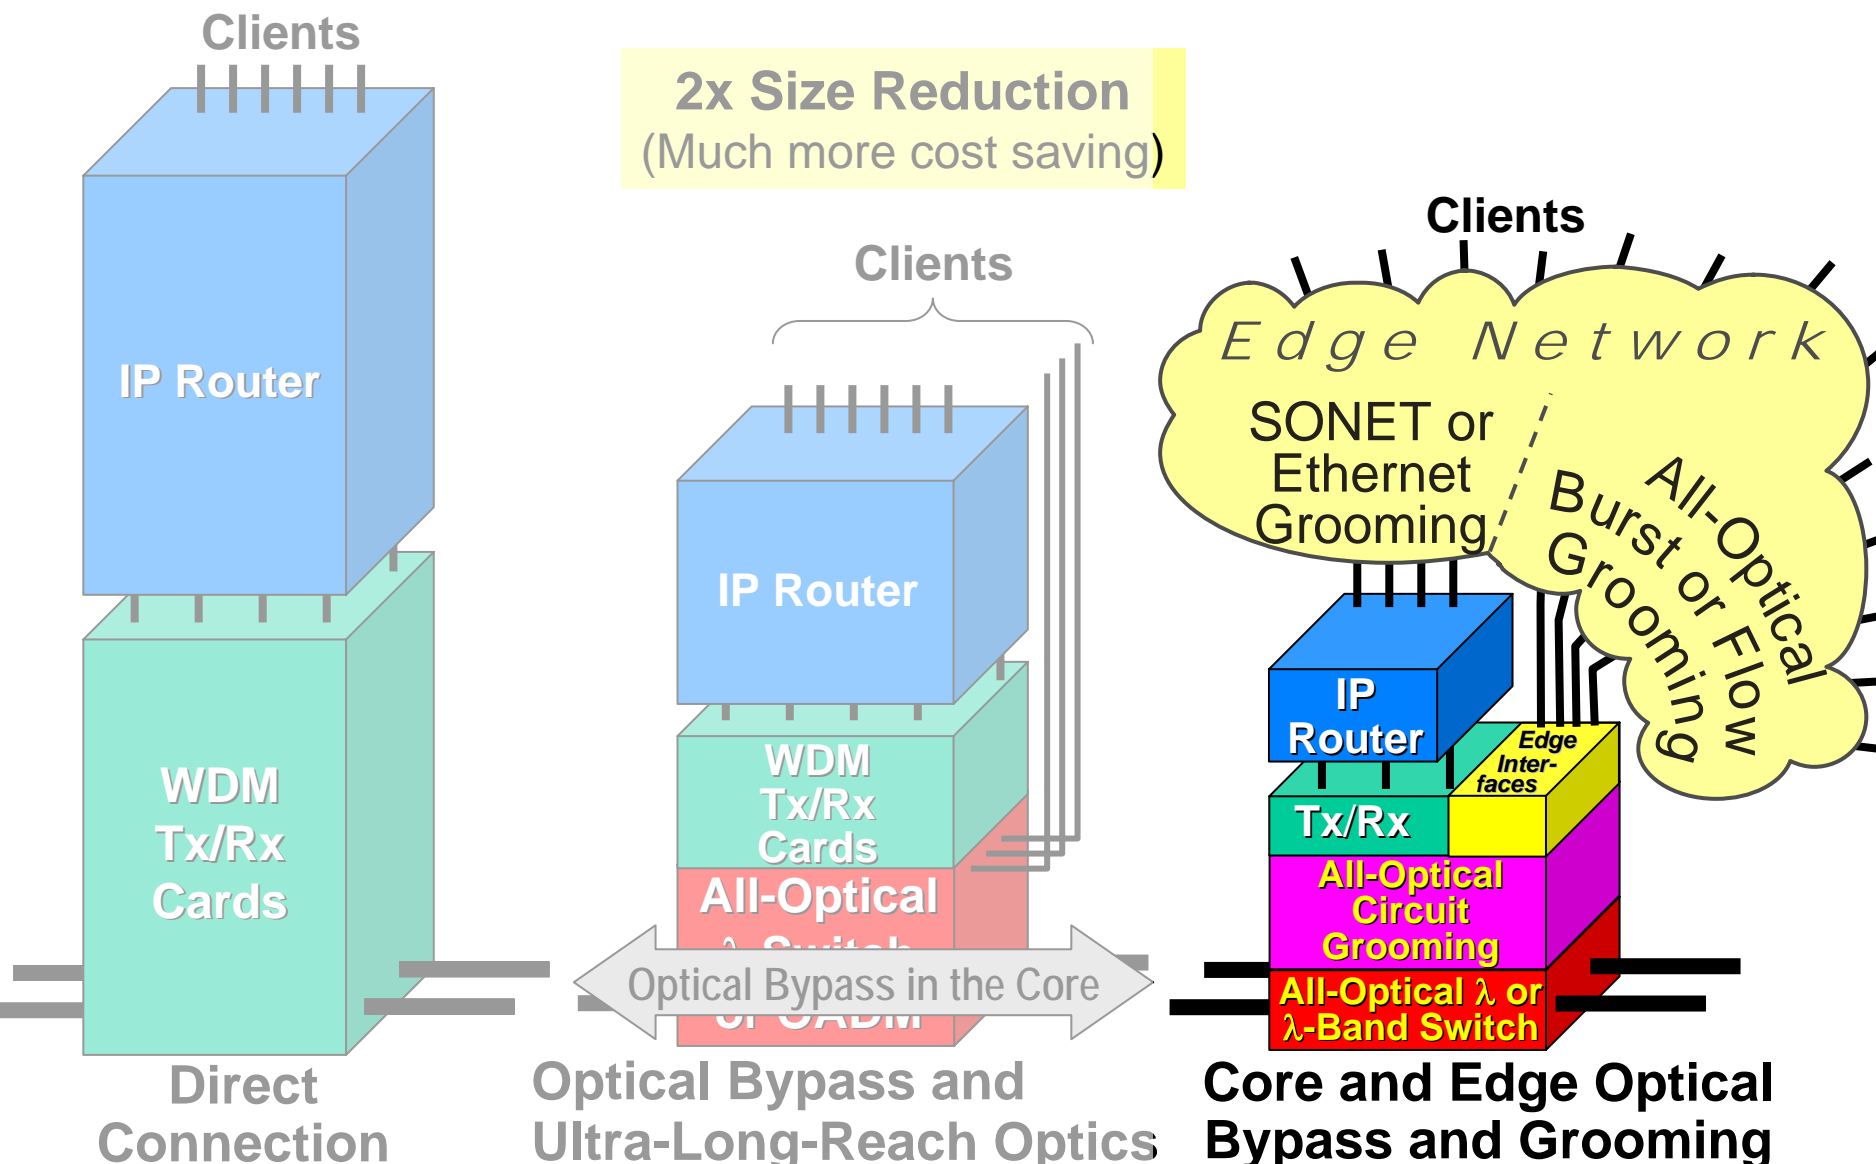 Clients
IP Router
WDM
Tx/Rx
Cards
Direct
Connection
2x Size Reduction
(Much more cost saving)
Clients
IP Router
WDM
Tx/Rx
Cards
All-Optical
λ Switch
or OADM
Optical Bypass in the Core
Optical Bypass and
Ultra-Long-Reach Optics
Clients
Edge Network
SONET or
Ethernet
Grooming
All-Optical
Burst or Flow
Grooming
IP
Router
Edge
Inter-
faces
Tx/Rx
All-Optical
Circuit
Grooming
All-Optical λ or
λ-Band Switch
Core and Edge Optical
Bypass and Grooming